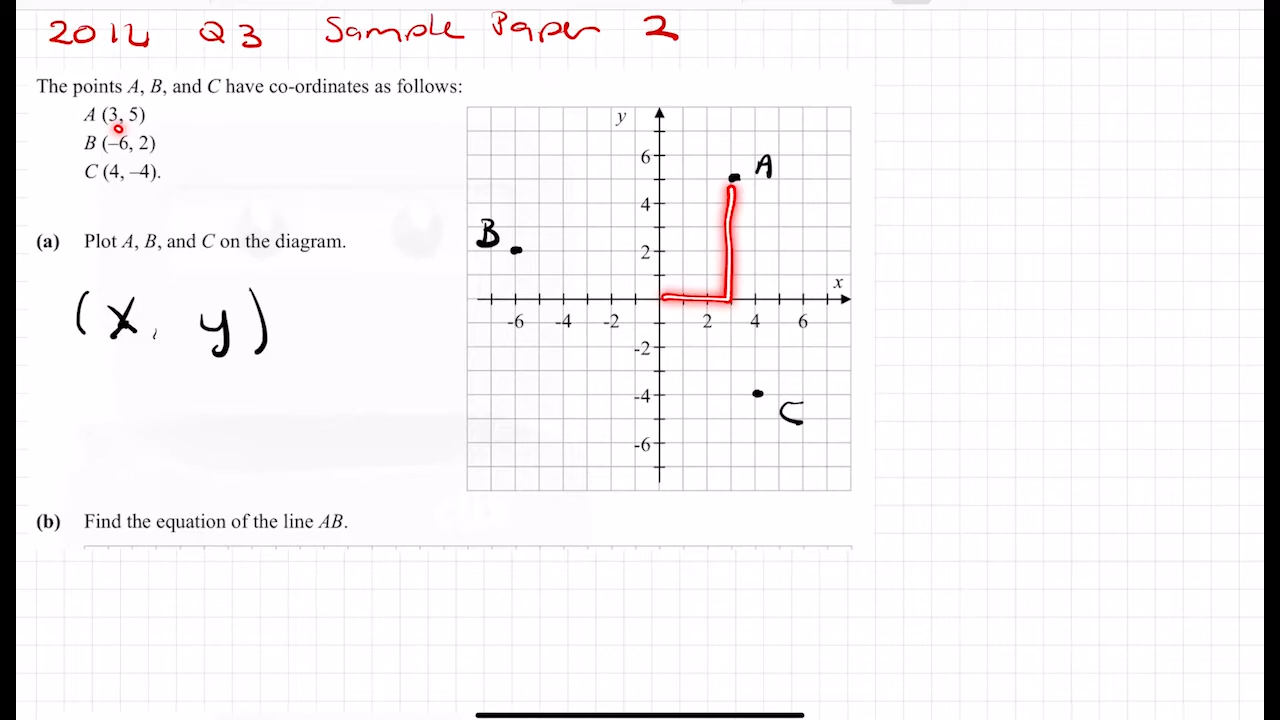 2014 Q3 Sample Paper 2
The points A, B, and C have co-ordinates as follows:
A (3, 5)
B (–6, 2)
C (4, –4).
(a) Plot A, B, and C on the diagram.
(x, y)
y
6
A
4
B
2
x
-6 -4 -2 2 4 6
-2
-4
C
-6
(b) Find the equation of the line AB.